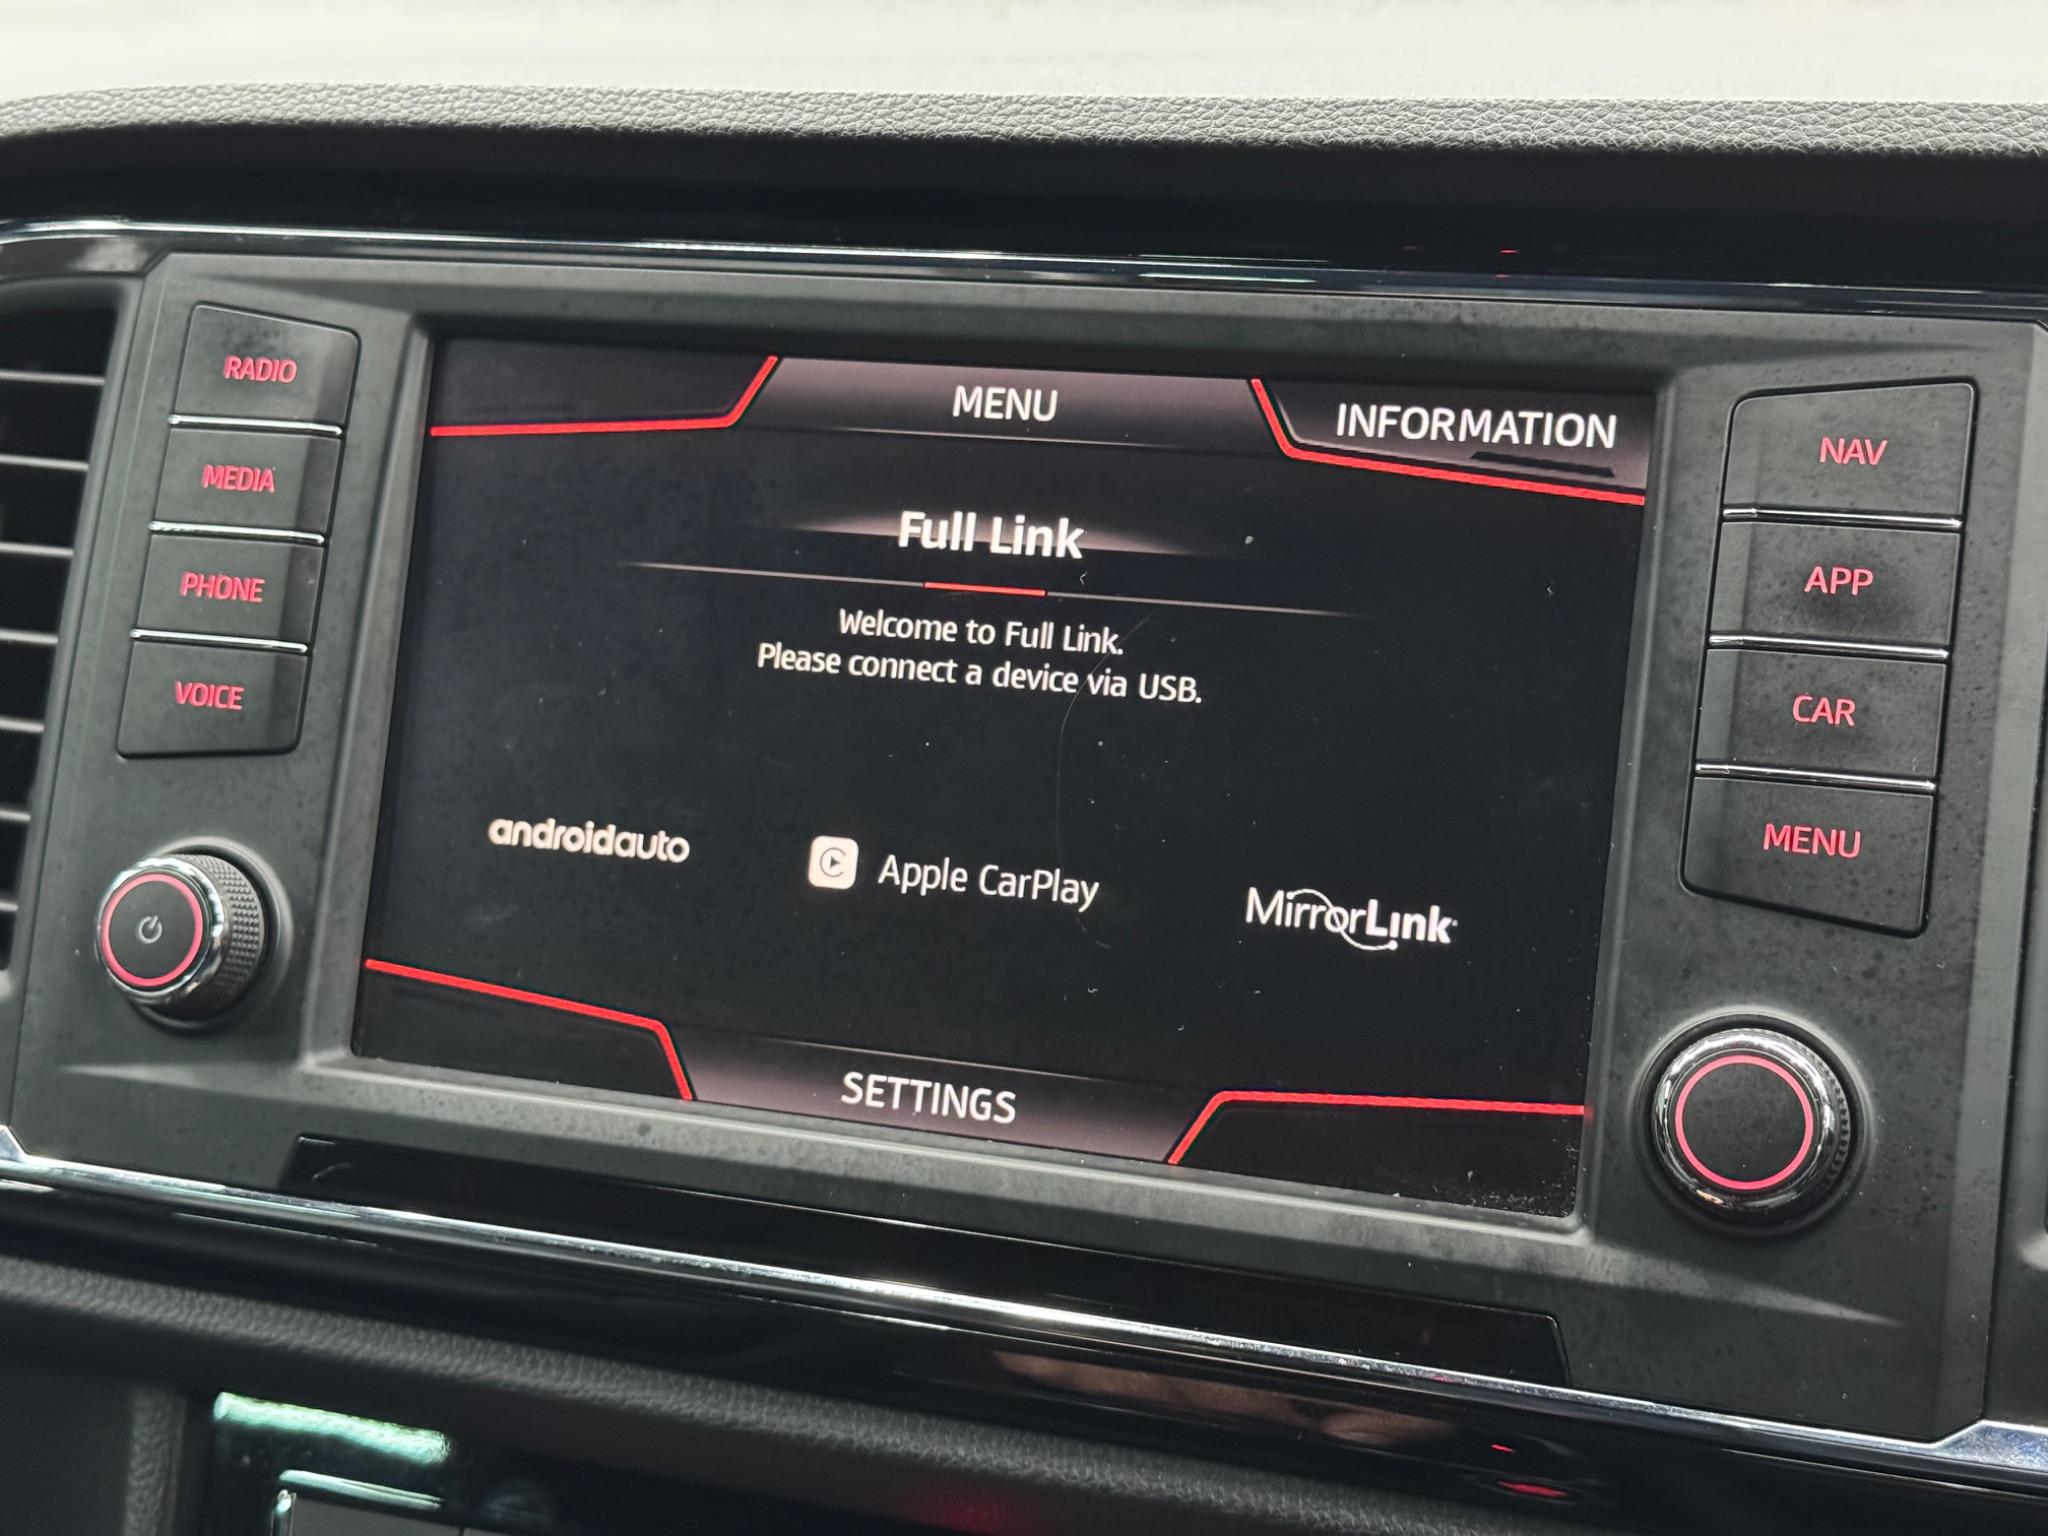 RADIO
MEDIA
PHONE
VOICE
MENU
INFORMATION
Full Link
Welcome to Full Link.
Please connect a device via USB.
androidauto
Apple CarPlay
MirrorLink
SETTINGS
NAV
APP
CAR
MENU